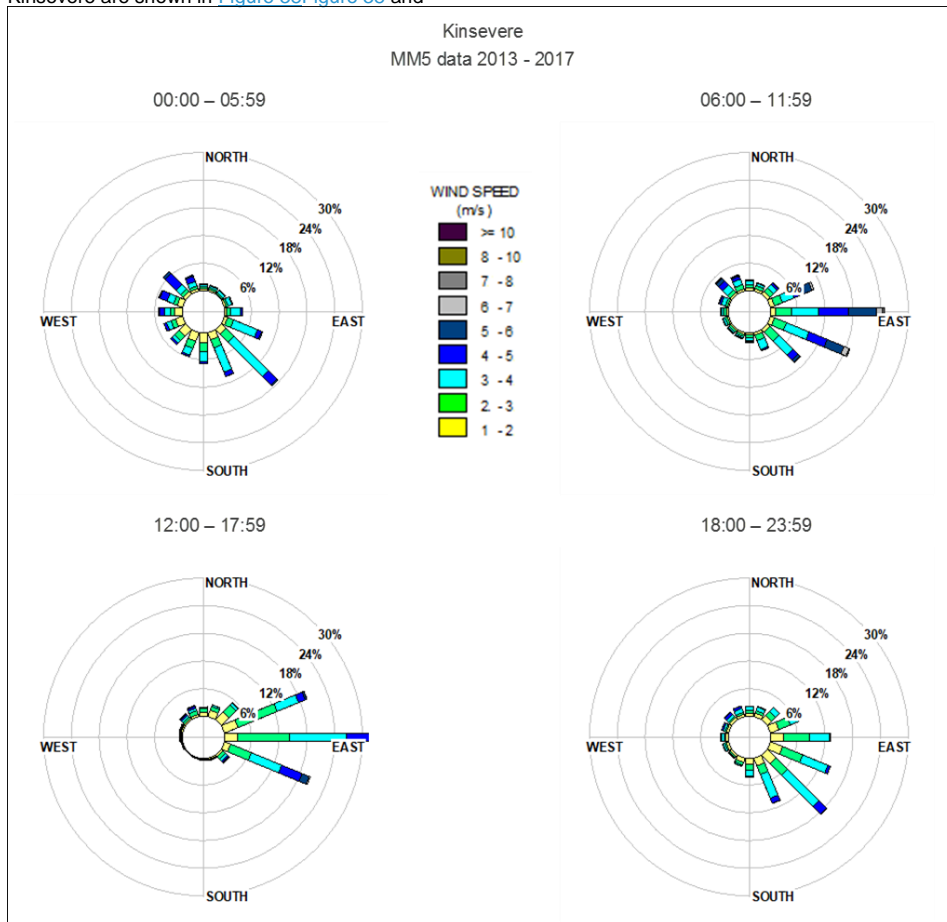 Kinsevere are shown in Figure 35Figure 35 and
Kinsevere
MM5 data 2013 - 2017
00:00 – 05:59
06:00 – 11:59
NORTH
30%
24%
18%
12%
6%
WEST
EAST
SOUTH
WIND SPEED
(m/s)
>= 10
8 - 10
7 - 8
6 - 7
5 - 6
4 - 5
3 - 4
2 - 3
1 - 2
NORTH
30%
24%
18%
12%
6%
WEST
EAST
SOUTH
12:00 – 17:59
18:00 – 23:59
NORTH
30%
24%
18%
12%
6%
WEST
EAST
SOUTH
NORTH
30%
24%
18%
12%
6%
WEST
EAST
SOUTH